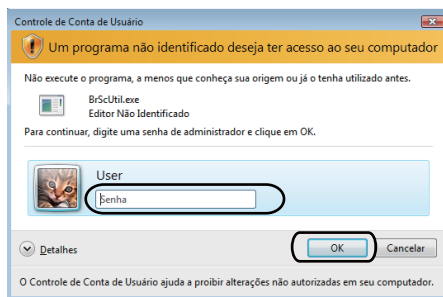 Controle de Conta de Usuário
Um programa não identificado deseja ter acesso ao seu computador
Não execute o programa, a menos que conheça sua origem ou já o tenha utilizado antes.
BrScUtil.exe
Editor Não Identificado
Para continuar, digite uma senha de administrador e clique em OK.
User
Senha
Detalhes
OK
Cancelar
O Controle de Conta de Usuário ajuda a proibir alterações não autorizadas em seu computador.